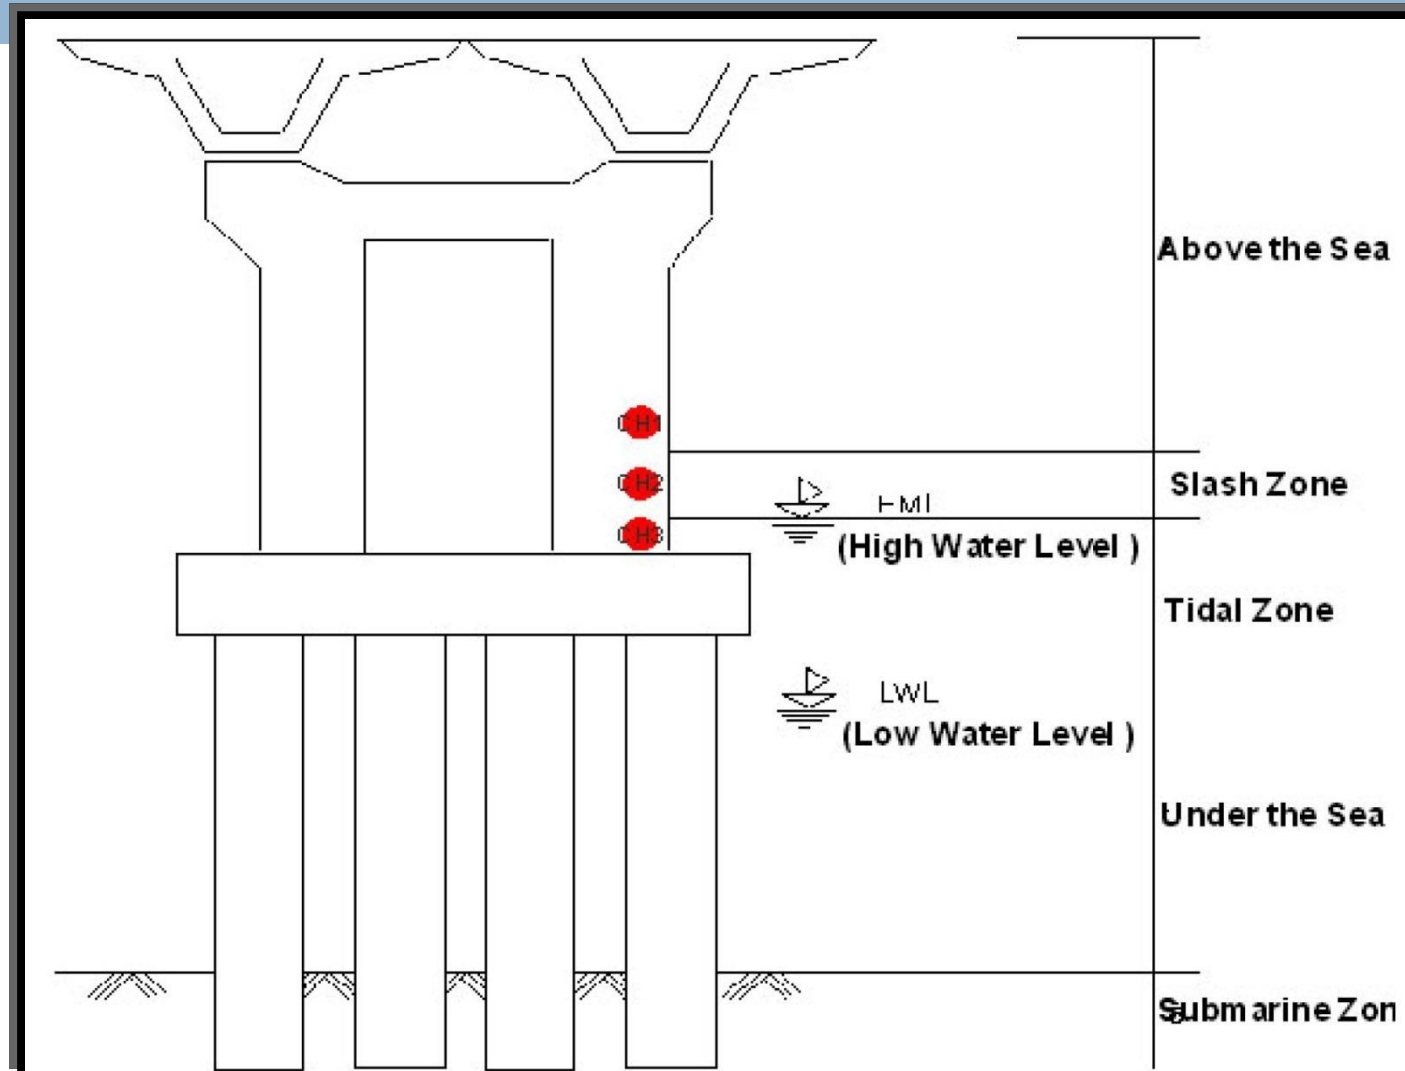 Above the Sea
CH1
CH2
Slash Zone
CH3
(High Water Level )
Tidal Zone
LWL
(Low Water Level )
Under the Sea
Submarine Zon